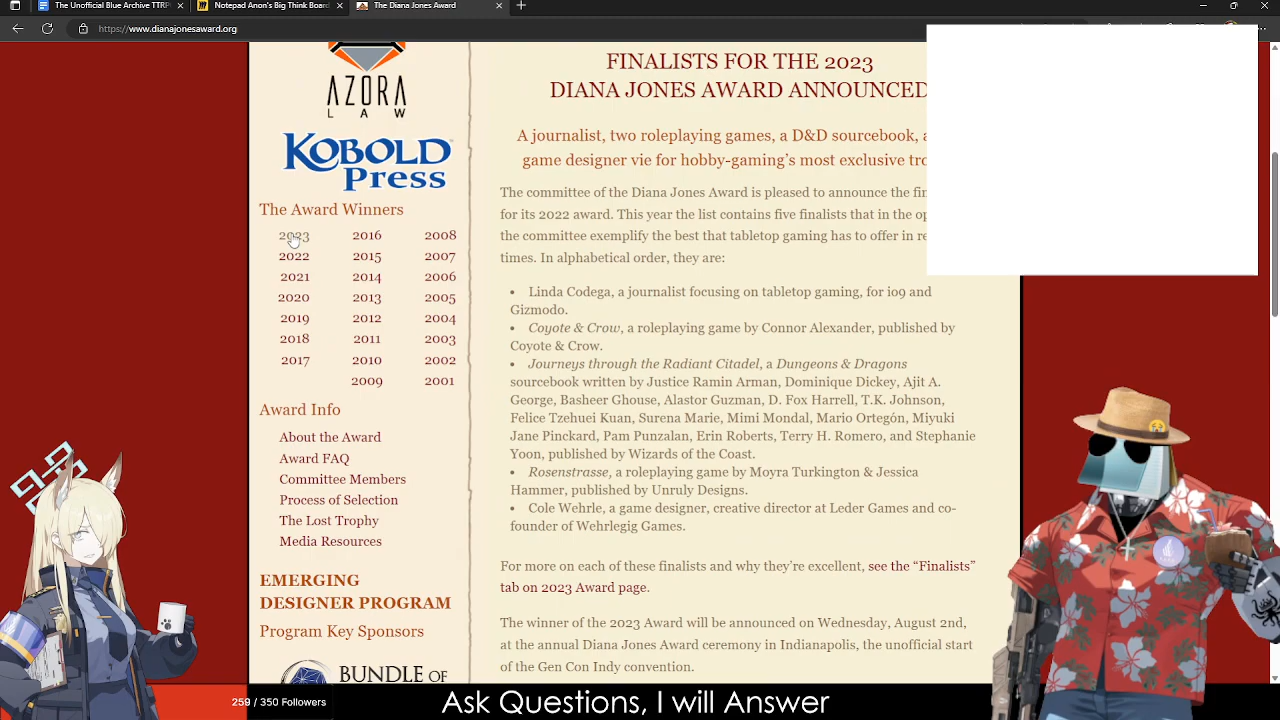 The Blinding of the Anime TTRP
Notepad Anon's Blog: The TTRP
Diana Jones Award
https://www.dianajonesaward.org
AZORA
LAW
KOBOLD
Press
The Award Winners
2023 2016 2008
2022 2015 2007
2021 2014 2006
2020 2013 2005
2019 2012 2004
2018 2011 2003
2017 2010 2002
2009 2001
Award Info
About the Award
Award FAQ
Committee Members
Process of Selection
The Lost Trophy
Media Resources
EMERGING
DESIGNER PROGRAM
Program Key Sponsors
BUNDLE OF
FINALISTS FOR THE 2023
DIANA JONES AWARD ANNOUNCED
A journalist, two roleplaying games, a D&D sourcebook,
game designer vie for hobby-gaming's most exclusive
The committee of the Diana Jones Award is pleased to announce the
for its 2022 award. This year the list contains five finalists that in the
the committee exemplify the best that tabletop gaming has to offer in
times. In alphabetical order, they are:
• Linda Codega, a journalist focusing on tabletop gaming, for io9 and
Gizmodo.
• Coyote & Crow, a roleplaying game by Connor Alexander, published by
Coyote & Crow.
• Journeys through the Radiant Citadel, a Dungeons & Dragons
sourcebook written by Justice Ramin Arman, Dominique Dickey, Ajit A.
George, Basheer Ghouse, Alastor Guzman, D. Fox Harrell, T.K. Johnson,
Felice Tzehuei Kuan, Surena Marie, Mimi Mondal, Mario Ortegón, Miyuki
Jane Pinckard, Pam Punzalan, Erin Roberts, Terry H. Romero, and Stephanie
Yoon, published by Wizards of the Coast.
• Rosenstrasse, a roleplaying game by Moyra Turkington & Jessica
Hammer, published by Unruly Designs.
• Cole Wehrle, a game designer, creative director at Leder Games and co-
founder of Wehrlegig Games.
For more on each of these finalists and why they're excellent, see the “Finalists”
tab on 2023 Award page.
The winner of the 2023 Award will be announced on Wednesday, August 2nd,
at the annual Diana Jones Award ceremony in Indianapolis, the unofficial start
of the Gen Con Indy convention.
259 / 350 Followers
Ask Questions, I will Answer